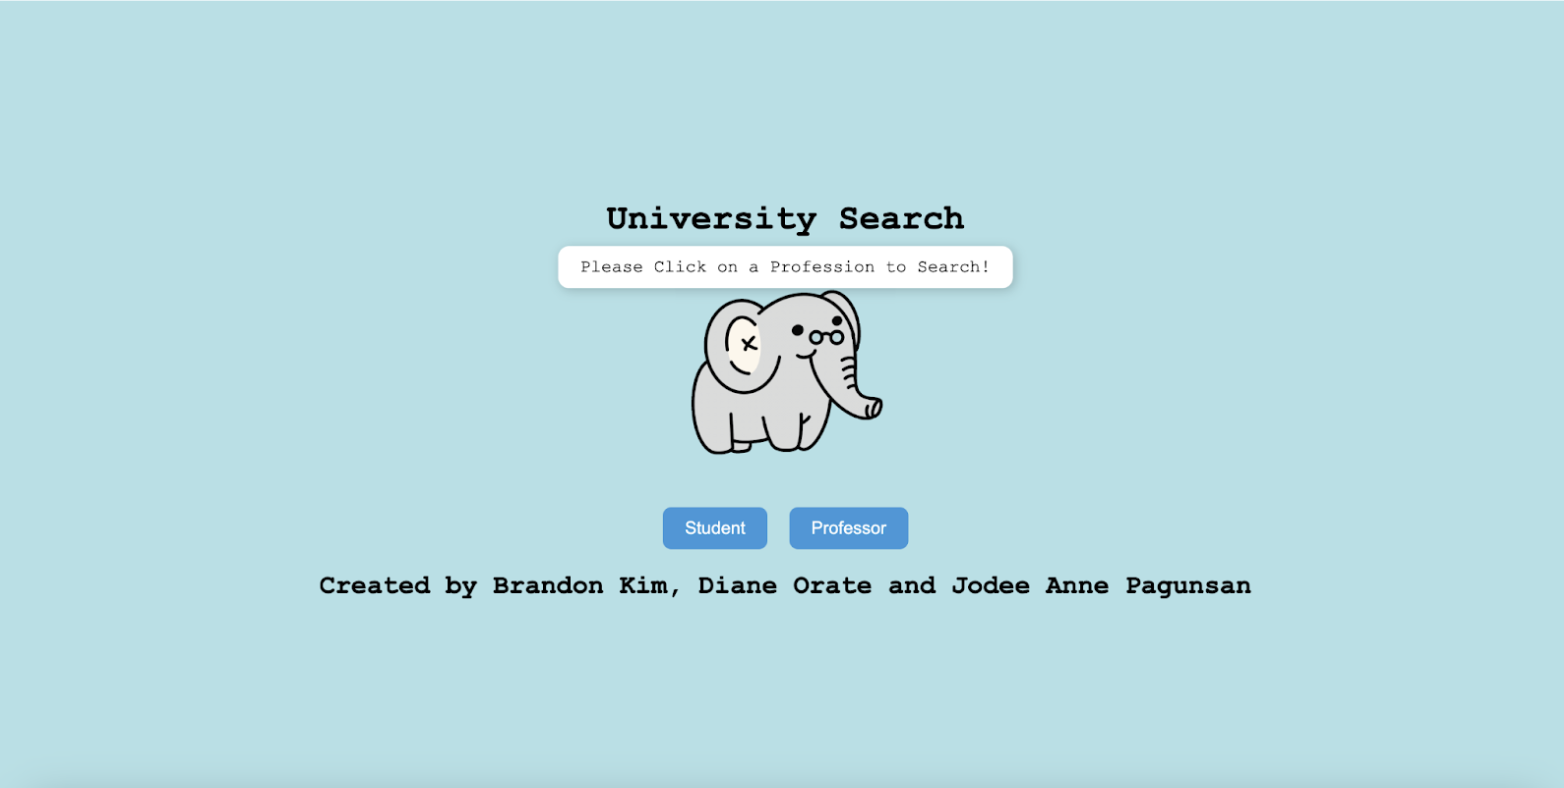 University Search
Please Click on a Profession to Search!
Student
Professor
Created by Brandon Kim, Diane Orate and Jodee Anne Pagunsan